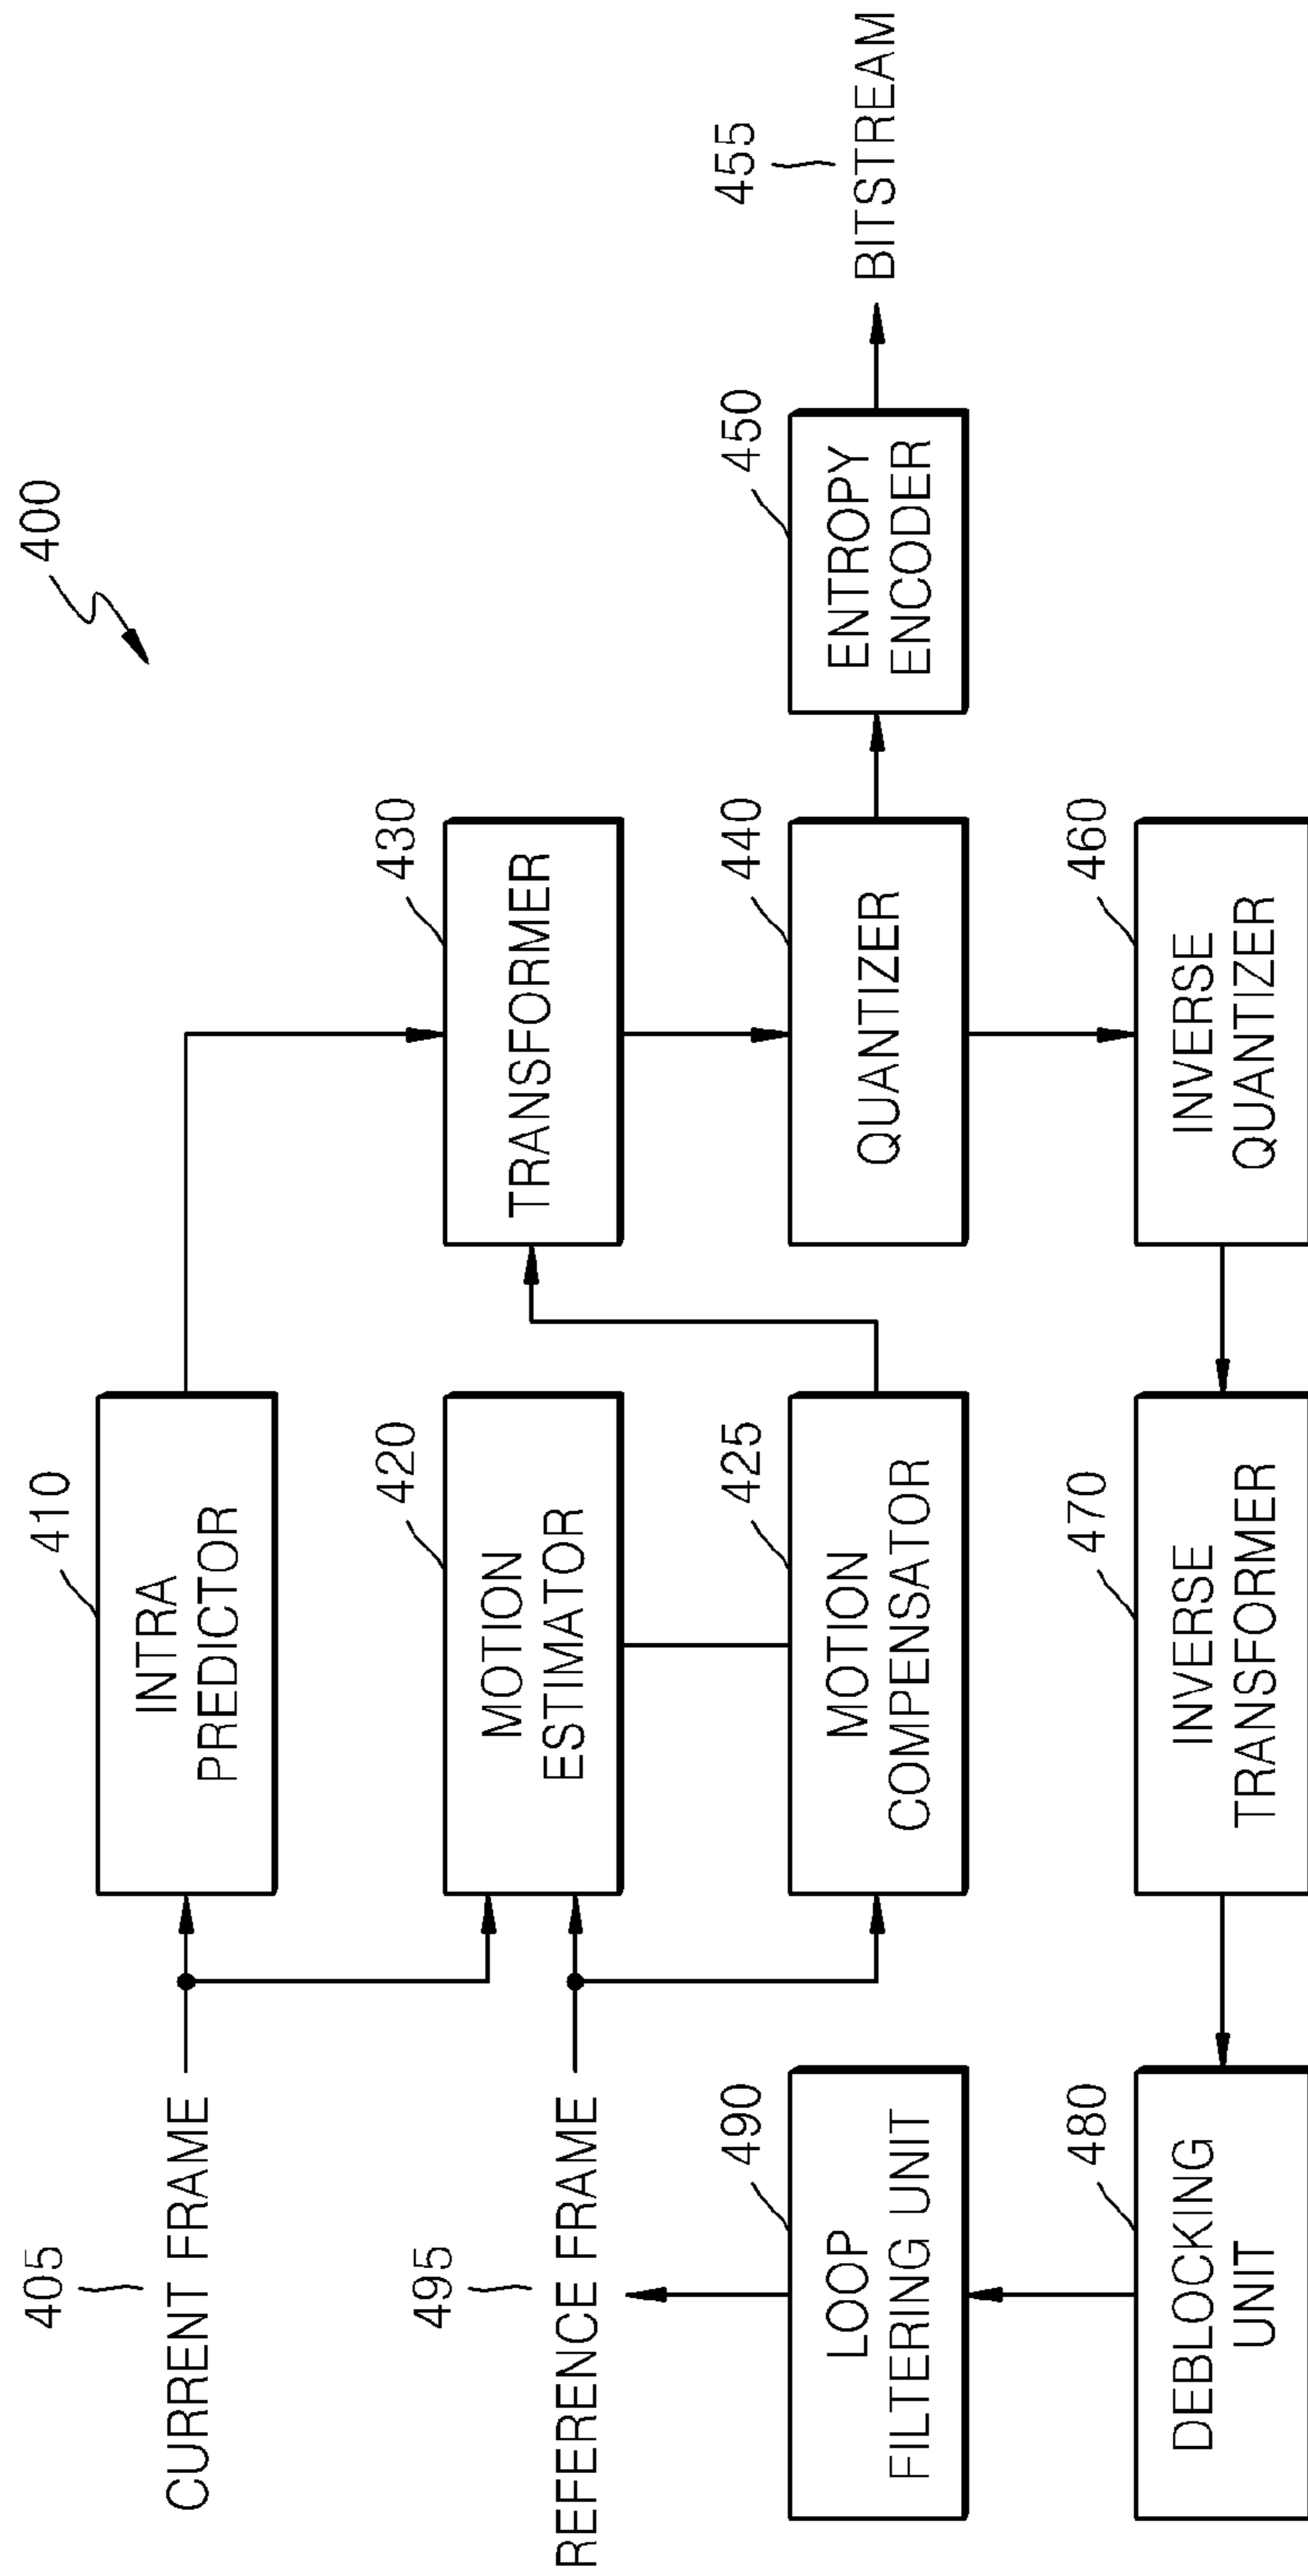 400
405
CURRENT FRAME
410
INTRA
PREDICTOR
495
REFERENCE FRAME
420
MOTION
ESTIMATOR
430
TRANSFORMER
490
LOOP
FILTERING UNIT
425
MOTION
COMPENSATOR
440
QUANTIZER
450
ENTROPY
ENCODER
455
BITSTREAM
480
DEBLOCKING
UNIT
470
INVERSE
TRANSFORMER
460
INVERSE
QUANTIZER